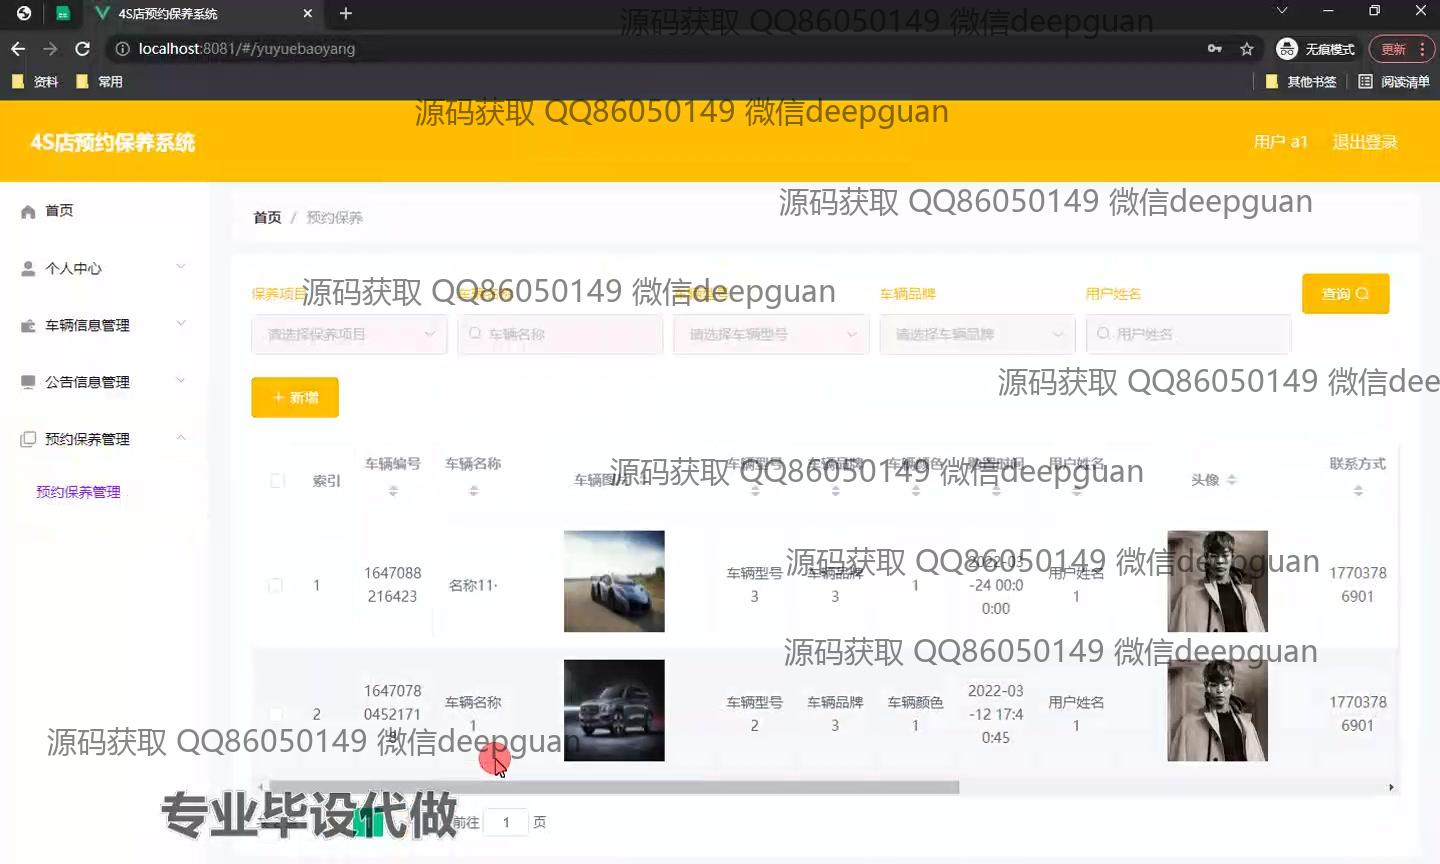 4S店预约保养系统
源码获取 QQ86050149 微信deepguan
localhost:8081/#/yuyuebaoyang
无痕模式
更新
资料
常用
其他书签
阅读清单
源码获取 QQ86050149 微信deepguan
4S店预约保养系统
用户 a1
退出登录
源码获取 QQ86050149 微信deepguan
首页
首页 / 预约保养
个人中心
源码获取 QQ86050149 微信deepguan
保养项目
车辆品牌
用户姓名
查询
车辆信息管理
请选择保养项目
车辆名称
请选择车辆型号
请选择车辆品牌
用户姓名
公告信息管理
源码获取 QQ86050149 微信dee
+ 新增
预约保养管理
预约保养管理
源码获取 QQ86050149 微信deepguan
索引
车辆编号
车辆名称
车辆图片
车辆型号
车辆品牌
车辆颜色
购置时间
用户姓名
头像
联系方式
源码获取 QQ86050149 微信deepguan
1
1647088
216423
名称11·
车辆型号
3
车辆品牌
3
1
2022-03
-24 00:0
0:00
用户姓名
1
1770378
6901
源码获取 QQ86050149 微信deepguan
2
1647078
0452171
车辆名称
1
车辆型号
2
车辆品牌
3
车辆颜色
1
2022-03
-12 17:4
0:45
用户姓名
1
1770378
6901
源码获取 QQ86050149 微信deepguan
专业毕设代做
1
前往
1
页